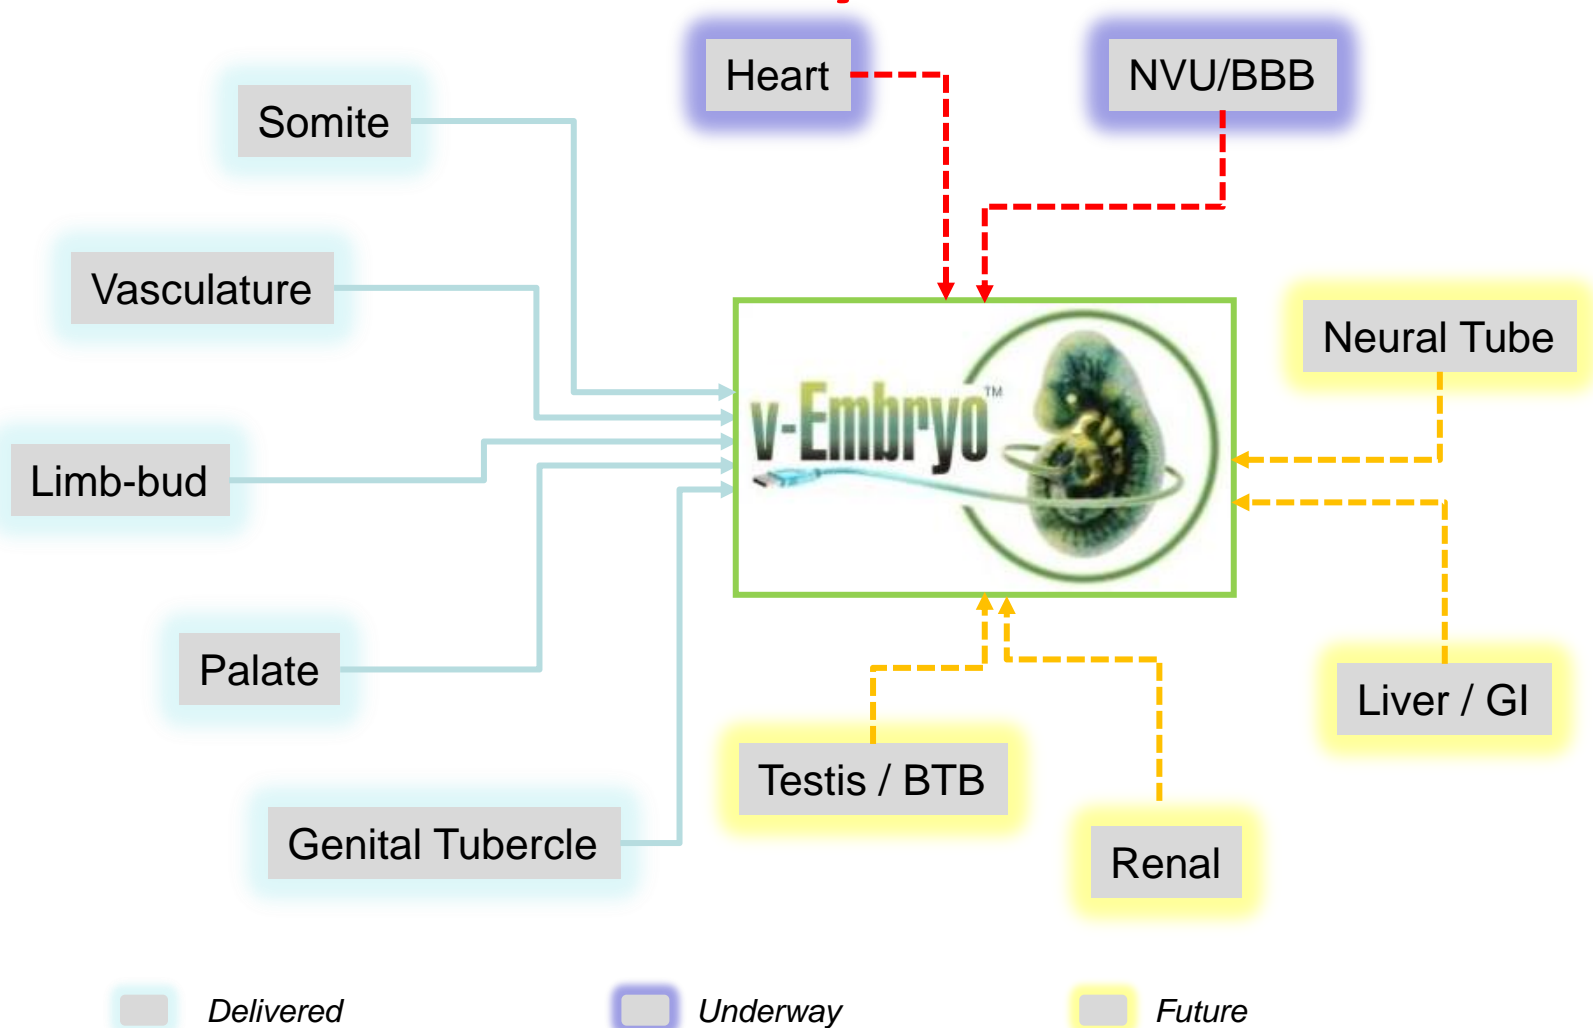 Heart
NVU/BBB
Somite
Vasculature
Neural Tube
v-Embryo™
Limb-bud
Palate
Liver / GI
Testis / BTB
Genital Tubercle
Renal
Delivered
Underway
Future